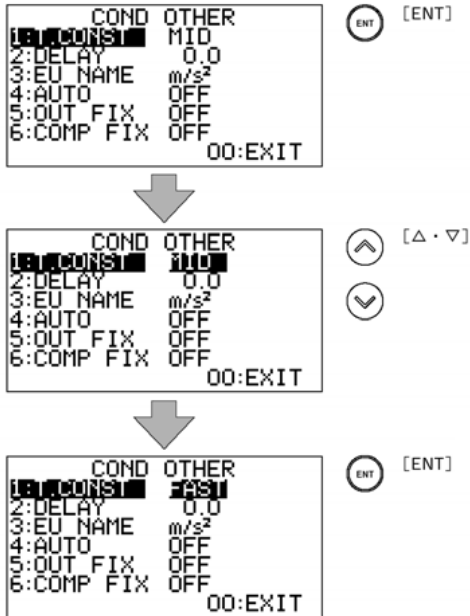 COND OTHER
1:T.CONST MID
2:DELAY 0.0
3:EU NAME m/s²
4:AUTO OFF
5:OUT FIX OFF
6:COMP FIX OFF
00:EXIT
ENT
[ENT]
COND OTHER
1:T.CONST MID
2:DELAY 0.0
3:EU NAME m/s²
4:AUTO OFF
5:OUT FIX OFF
6:COMP FIX OFF
00:EXIT
[△・▽]
COND OTHER
1:T.CONST FAST
2:DELAY 0.0
3:EU NAME m/s²
4:AUTO OFF
5:OUT FIX OFF
6:COMP FIX OFF
00:EXIT
ENT
[ENT]